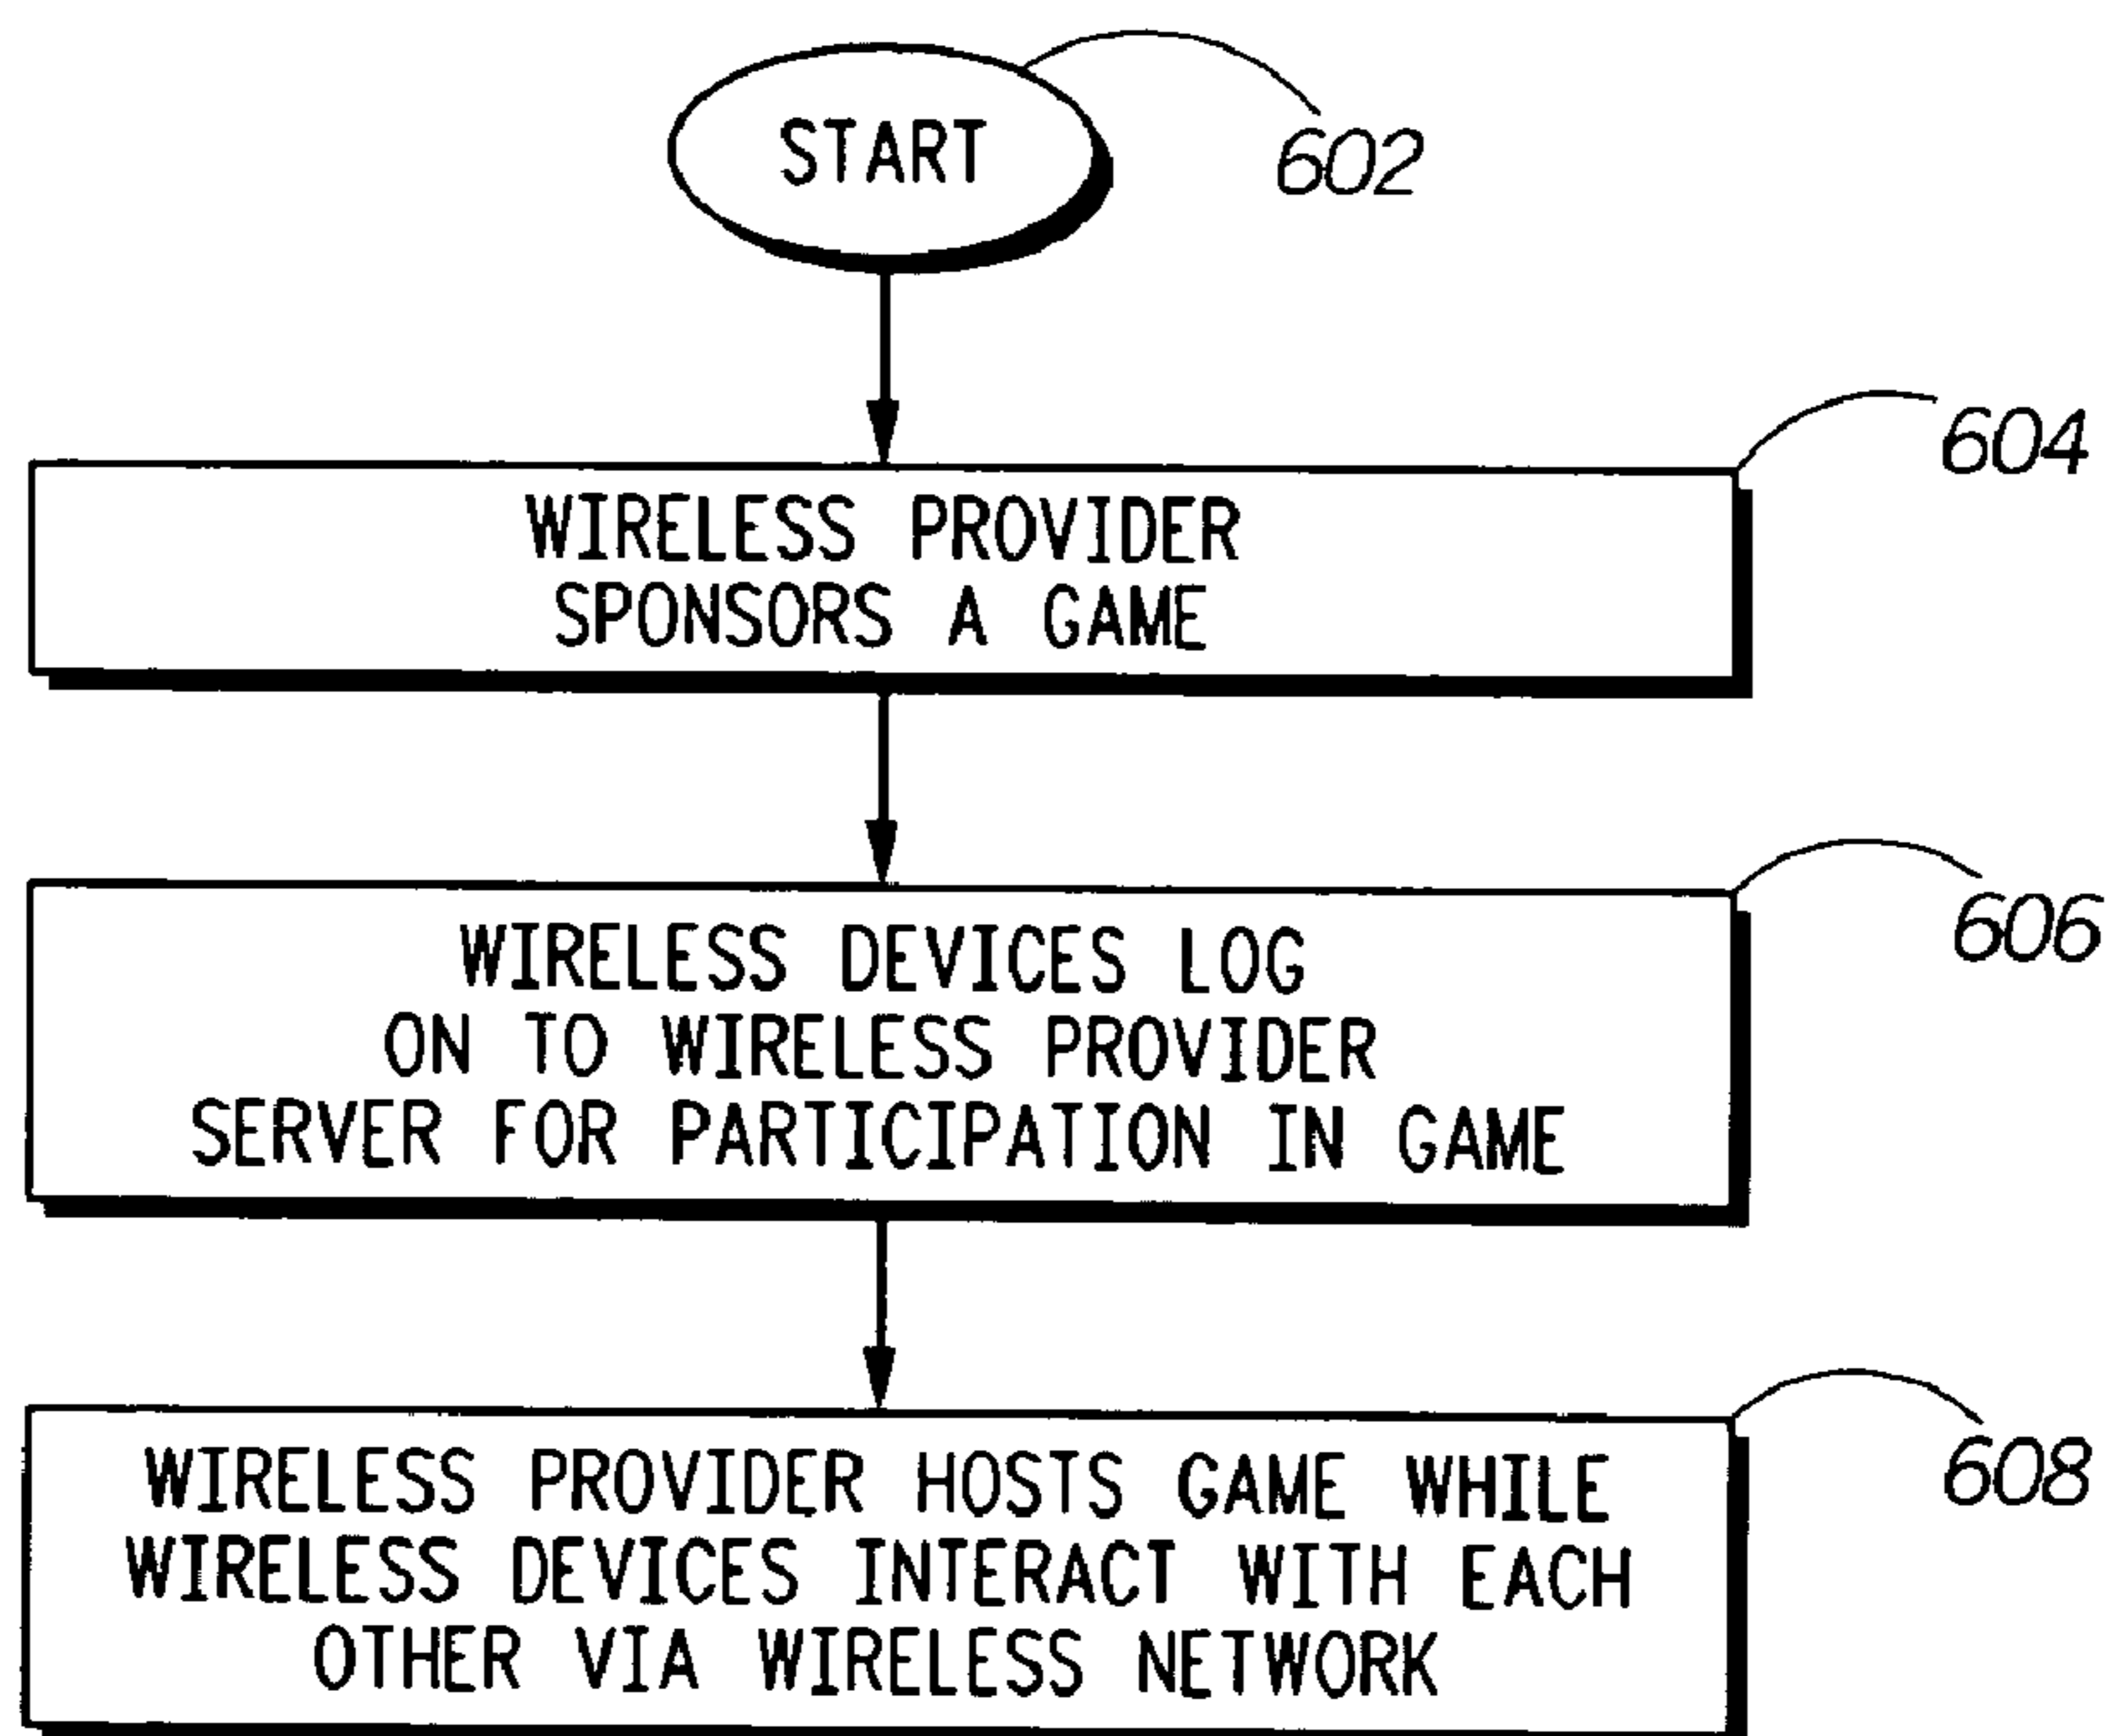 START
602
604
WIRELESS PROVIDER
SPONSORS A GAME
606
WIRELESS DEVICES LOG
ON TO WIRELESS PROVIDER
SERVER FOR PARTICIPATION IN GAME
608
WIRELESS PROVIDER HOSTS GAME WHILE
WIRELESS DEVICES INTERACT WITH EACH
OTHER VIA WIRELESS NETWORK